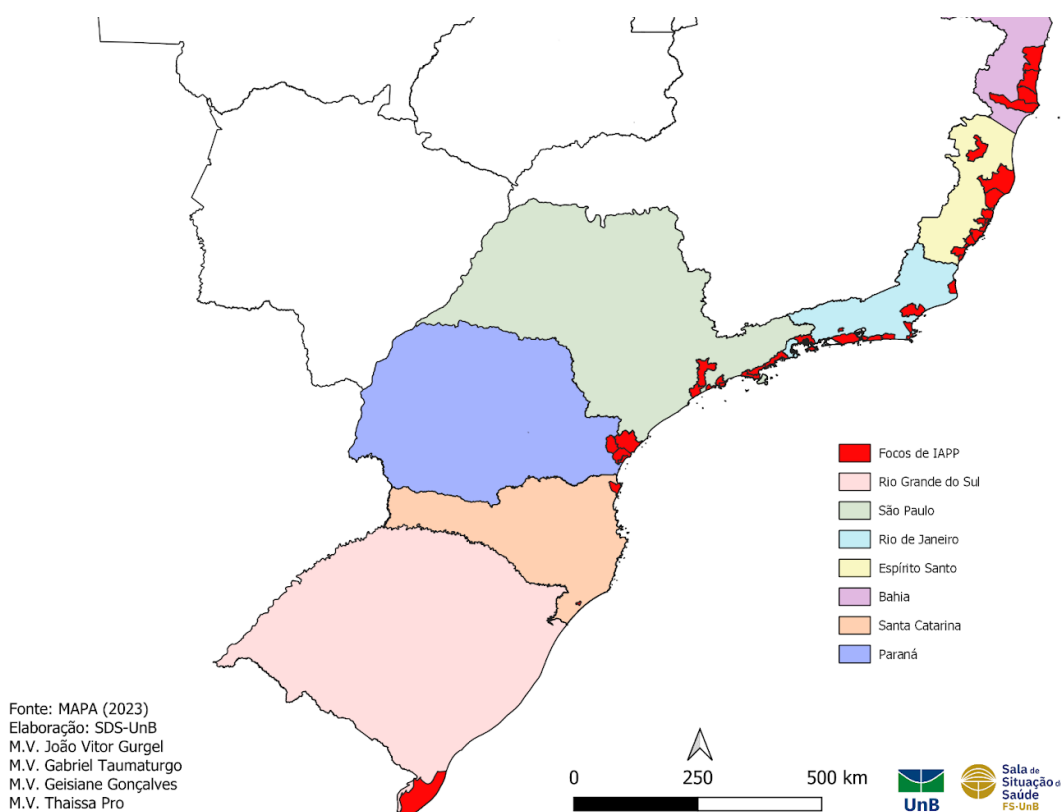 Focos de IAPP
Rio Grande do Sul
São Paulo
Rio de Janeiro
Espírito Santo
Bahia
Santa Catarina
Paraná
Fonte: MAPA (2023)
Elaboração: SDS-UnB
M.V. João Vitor Gurgel
M.V. Gabriel Taumaturgo
M.V. Geisiane Gonçalves
M.V. Thaissa Pro
0 250 500 km
UnB
Sala de
Situação d
Saúde
FS-UnB